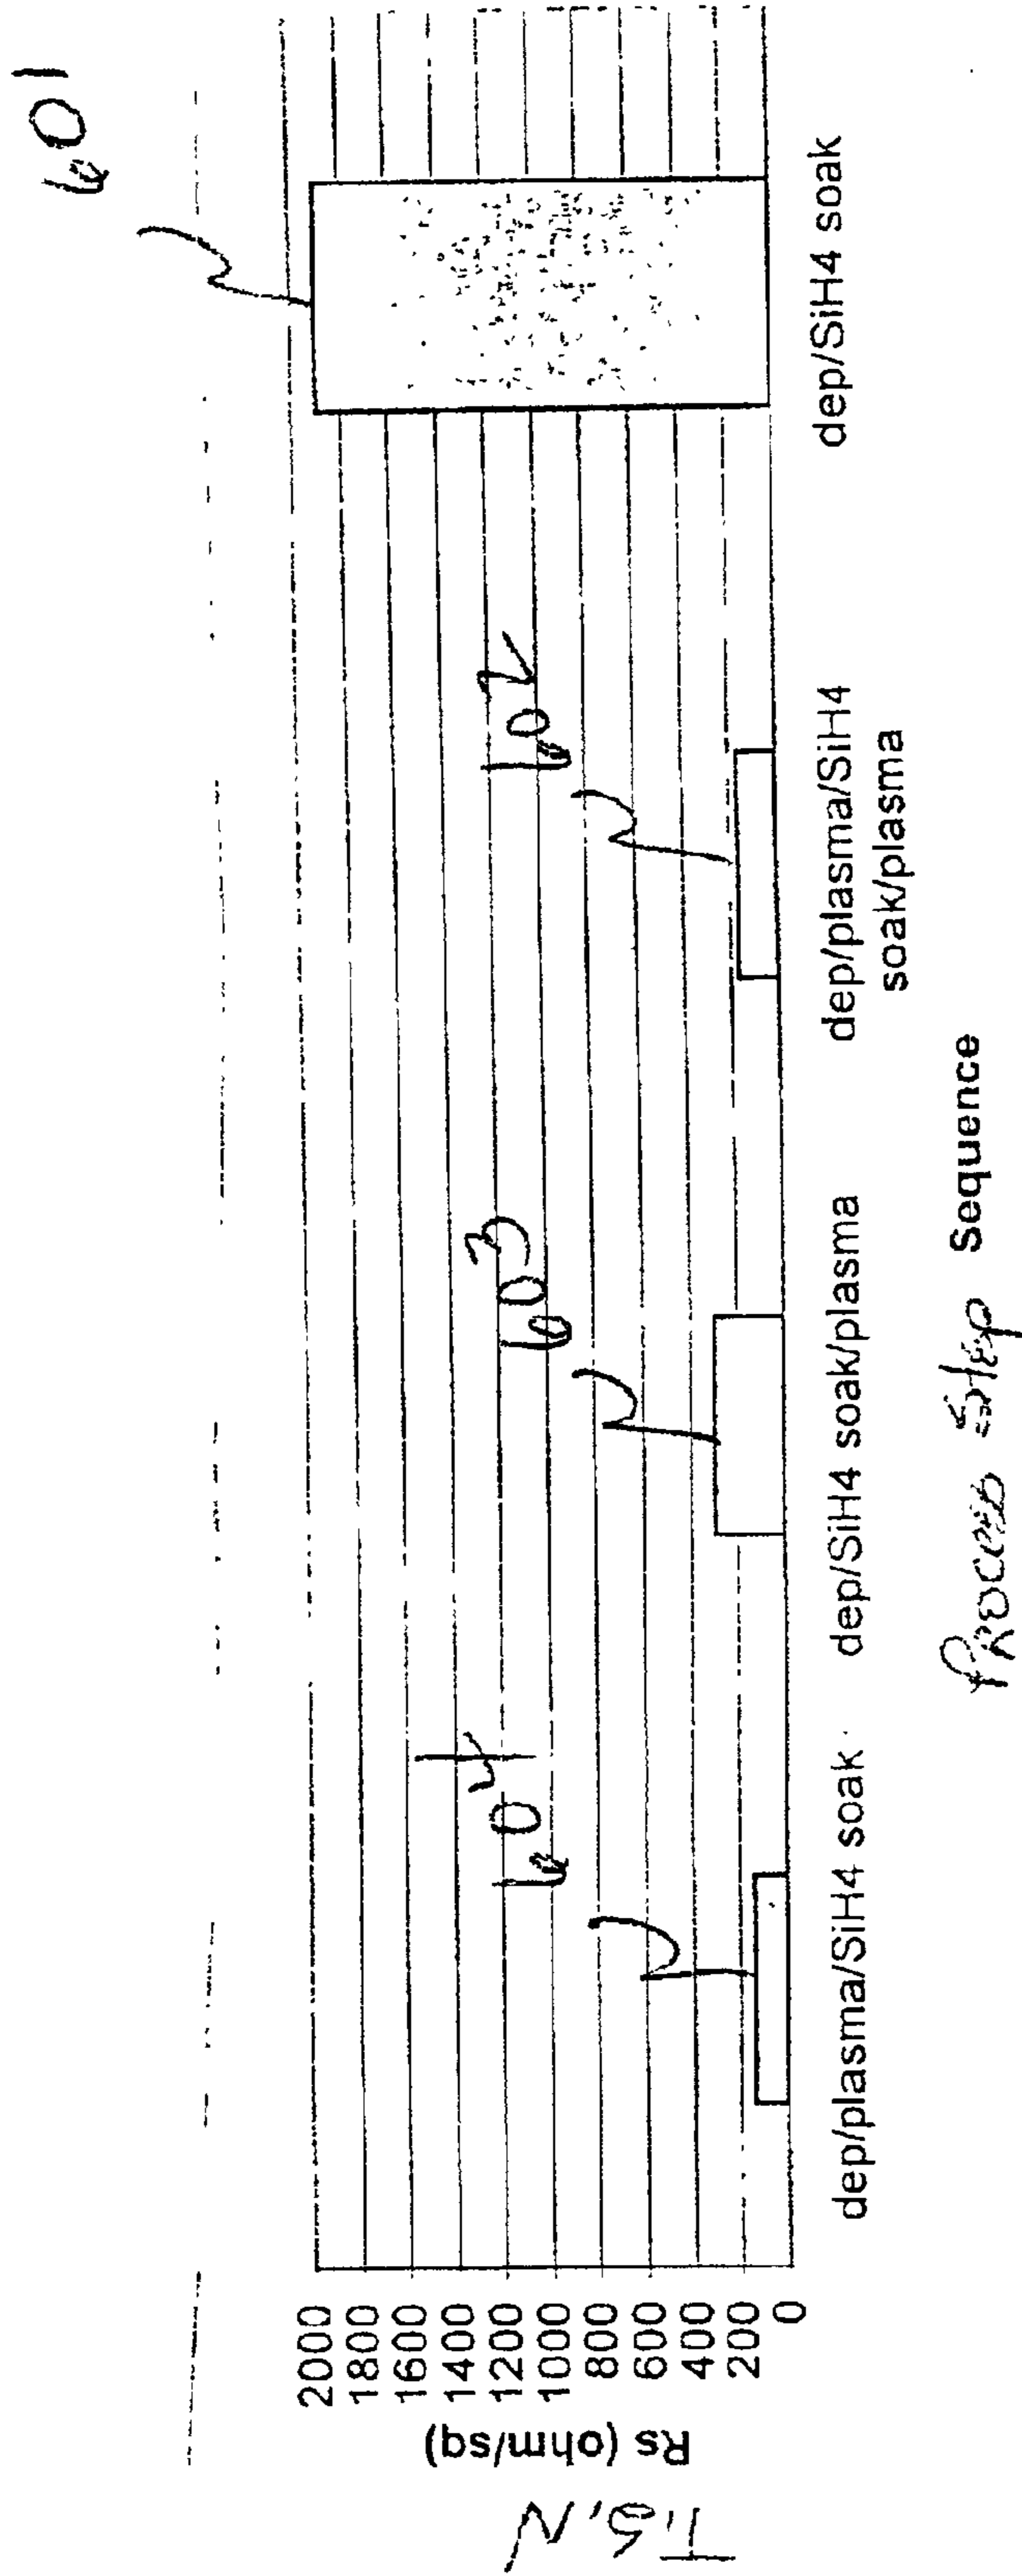 601
602
603
604
2000
1800
1600
1400
1200
1000
800
600
400
200
0
TiSiN
Rs (ohm/sq)
dep/plasma/SiH4 soak
dep/SiH4 soak/plasma
dep/plasma/SiH4
soak/plasma
dep/SiH4 soak
Process Step Sequence